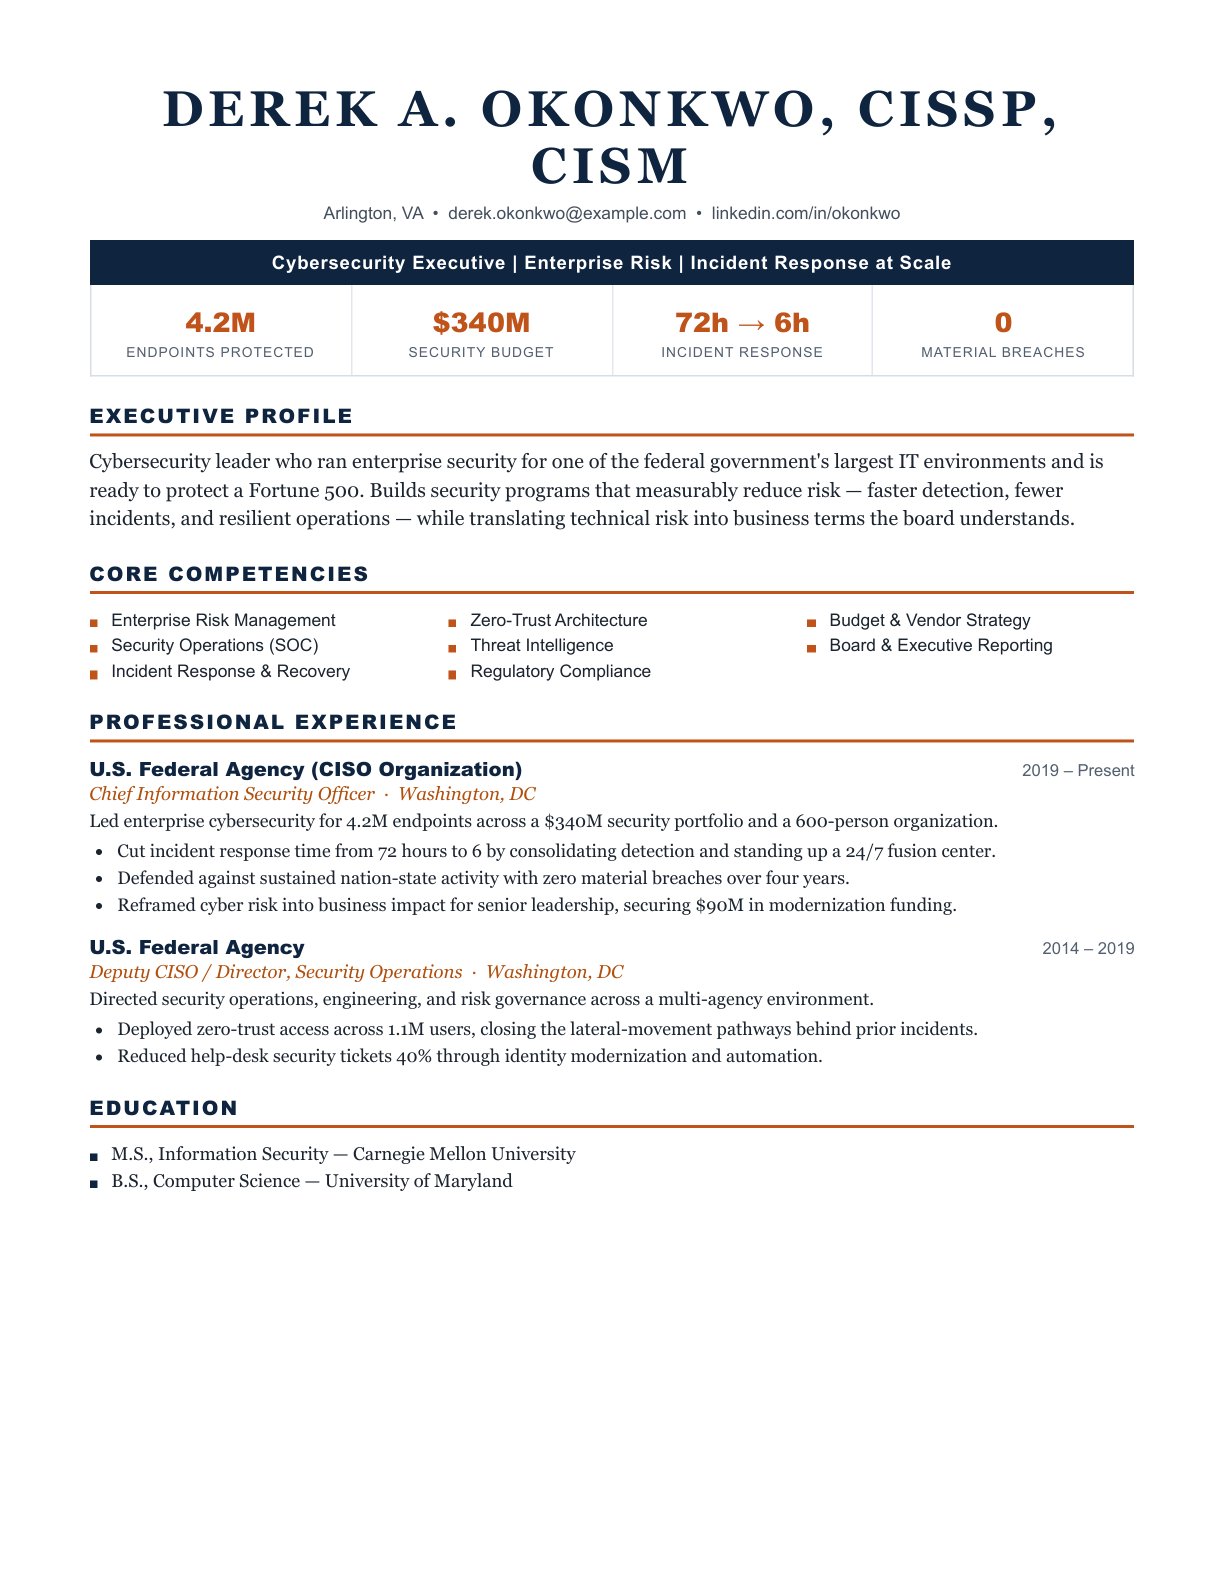 DEREK A. OKONKWO, CISSP,
CISM
Arlington, VA • derek.okonkwo@example.com • linkedin.com/in/okonkwo
Cybersecurity Executive | Enterprise Risk | Incident Response at Scale
4.2M
ENDPOINTS PROTECTED
$340M
SECURITY BUDGET
72h → 6h
INCIDENT RESPONSE
0
MATERIAL BREACHES
EXECUTIVE PROFILE
Cybersecurity leader who ran enterprise security for one of the federal government's largest IT environments and is
ready to protect a Fortune 500. Builds security programs that measurably reduce risk — faster detection, fewer
incidents, and resilient operations — while translating technical risk into business terms the board understands.
CORE COMPETENCIES
■ Enterprise Risk Management
■ Security Operations (SOC)
■ Incident Response & Recovery
■ Zero-Trust Architecture
■ Threat Intelligence
■ Regulatory Compliance
■ Budget & Vendor Strategy
■ Board & Executive Reporting
PROFESSIONAL EXPERIENCE
U.S. Federal Agency (CISO Organization) 2019 – Present
Chief Information Security Officer · Washington, DC
Led enterprise cybersecurity for 4.2M endpoints across a $340M security portfolio and a 600-person organization.
• Cut incident response time from 72 hours to 6 by consolidating detection and standing up a 24/7 fusion center.
• Defended against sustained nation-state activity with zero material breaches over four years.
• Reframed cyber risk into business impact for senior leadership, securing $90M in modernization funding.
U.S. Federal Agency 2014 – 2019
Deputy CISO / Director, Security Operations · Washington, DC
Directed security operations, engineering, and risk governance across a multi-agency environment.
• Deployed zero-trust access across 1.1M users, closing the lateral-movement pathways behind prior incidents.
• Reduced help-desk security tickets 40% through identity modernization and automation.
EDUCATION
■ M.S., Information Security — Carnegie Mellon University
■ B.S., Computer Science — University of Maryland